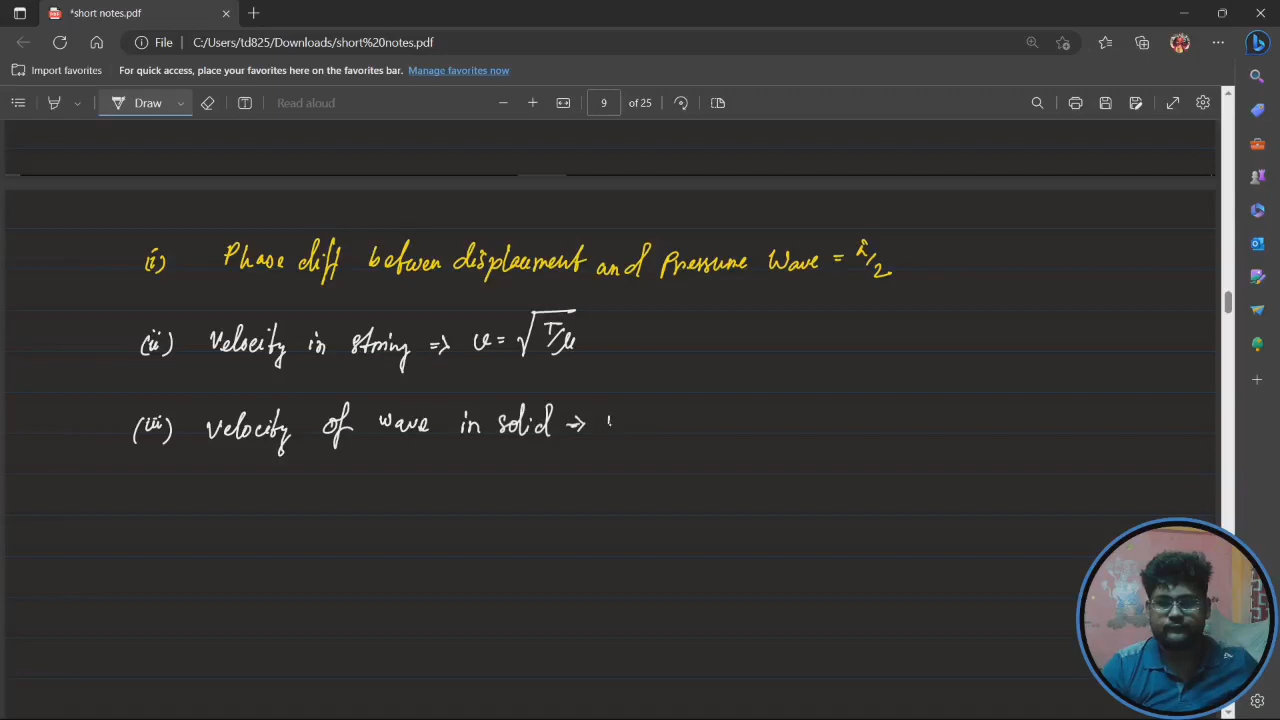 *short notes.pdf
File C:/Users/td825/Downloads/short%20notes.pdf
Import favorites For quick access, place your favorites here on the favorites bar. Manage favorites now
Draw Read aloud 9 of 25
(i) Phase diff between displacement and Pressure Wave = λ/2
(ii) Velocity in string => v = √T/μ
(iii) velocity of wave in solid →